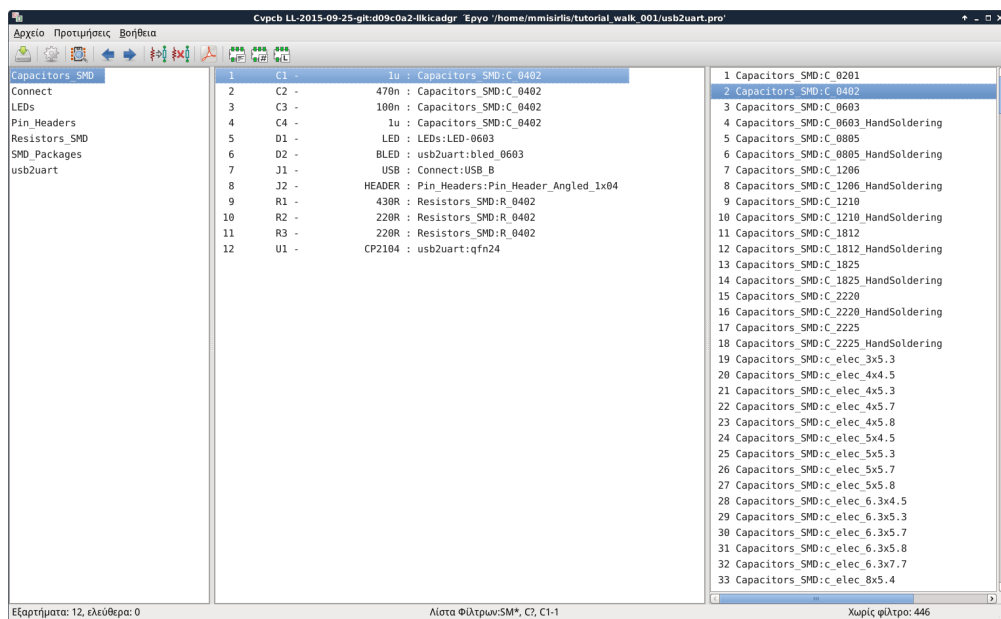 Cvpcb LL-2015-09-25-git:d09c0a2-llkicadgr Έργο '/home/mmisirlis/tutorial_walk_001/usb2uart.pro'
Αρχείο Προτιμήσεις Βοήθεια
Capacitors_SMD
Connect
LEDs
Pin_Headers
Resistors_SMD
SMD_Packages
usb2uart
1 C1 - 1u : Capacitors_SMD:C_0402
2 C2 - 470n : Capacitors_SMD:C_0402
3 C3 - 100n : Capacitors_SMD:C_0402
4 C4 - 1u : Capacitors_SMD:C_0402
5 D1 - LED : LEDs:LED-0603
6 D2 - BLED : usb2uart:bled_0603
7 J1 - USB : Connect:USB_B
8 J2 - HEADER : Pin_Headers:Pin_Header_Angled_1x04
9 R1 - 430R : Resistors_SMD:R_0402
10 R2 - 220R : Resistors_SMD:R_0402
11 R3 - 220R : Resistors_SMD:R_0402
12 U1 - CP2104 : usb2uart:qfn24
1 Capacitors_SMD:C_0201
2 Capacitors_SMD:C_0402
3 Capacitors_SMD:C_0603
4 Capacitors_SMD:C_0603_HandSoldering
5 Capacitors_SMD:C_0805
6 Capacitors_SMD:C_0805_HandSoldering
7 Capacitors_SMD:C_1206
8 Capacitors_SMD:C_1206_HandSoldering
9 Capacitors_SMD:C_1210
10 Capacitors_SMD:C_1210_HandSoldering
11 Capacitors_SMD:C_1812
12 Capacitors_SMD:C_1812_HandSoldering
13 Capacitors_SMD:C_1825
14 Capacitors_SMD:C_1825_HandSoldering
15 Capacitors_SMD:C_2220
16 Capacitors_SMD:C_2220_HandSoldering
17 Capacitors_SMD:C_2225
18 Capacitors_SMD:C_2225_HandSoldering
19 Capacitors_SMD:c_elec_3x5.3
20 Capacitors_SMD:c_elec_4x4.5
21 Capacitors_SMD:c_elec_4x5.3
22 Capacitors_SMD:c_elec_4x5.7
23 Capacitors_SMD:c_elec_4x5.8
24 Capacitors_SMD:c_elec_5x4.5
25 Capacitors_SMD:c_elec_5x5.3
26 Capacitors_SMD:c_elec_5x5.7
27 Capacitors_SMD:c_elec_5x5.8
28 Capacitors_SMD:c_elec_6.3x4.5
29 Capacitors_SMD:c_elec_6.3x5.3
30 Capacitors_SMD:c_elec_6.3x5.7
31 Capacitors_SMD:c_elec_6.3x5.8
32 Capacitors_SMD:c_elec_6.3x7.7
33 Capacitors_SMD:c_elec_8x5.4
Εξαρτήματα: 12, ελεύθερα: 0
Λίστα Φίλτρων:SM*, C?, C1-1
Χωρίς φίλτρο: 446